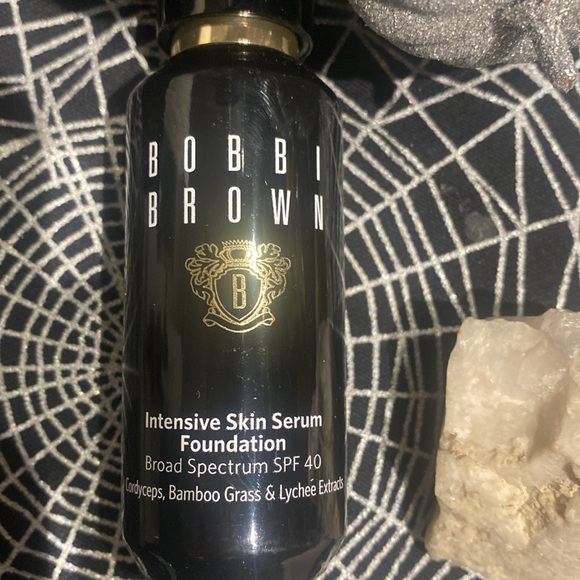 BOBBI
BROWN
B
Intensive Skin Serum
Foundation
Broad Spectrum SPF 40
Cordyceps, Bamboo Grass & Lychee Extracts